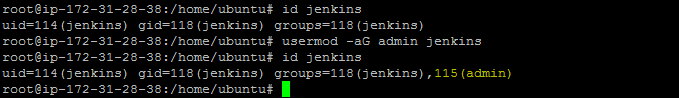 root@ip-172-31-28-38:/home/ubuntu# id jenkins
uid=114(jenkins) gid=118(jenkins) groups=118(jenkins)
root@ip-172-31-28-38:/home/ubuntu# usermod -aG admin jenkins
root@ip-172-31-28-38:/home/ubuntu# id jenkins
uid=114(jenkins) gid=118(jenkins) groups=118(jenkins),115(admin)
root@ip-172-31-28-38:/home/ubuntu#